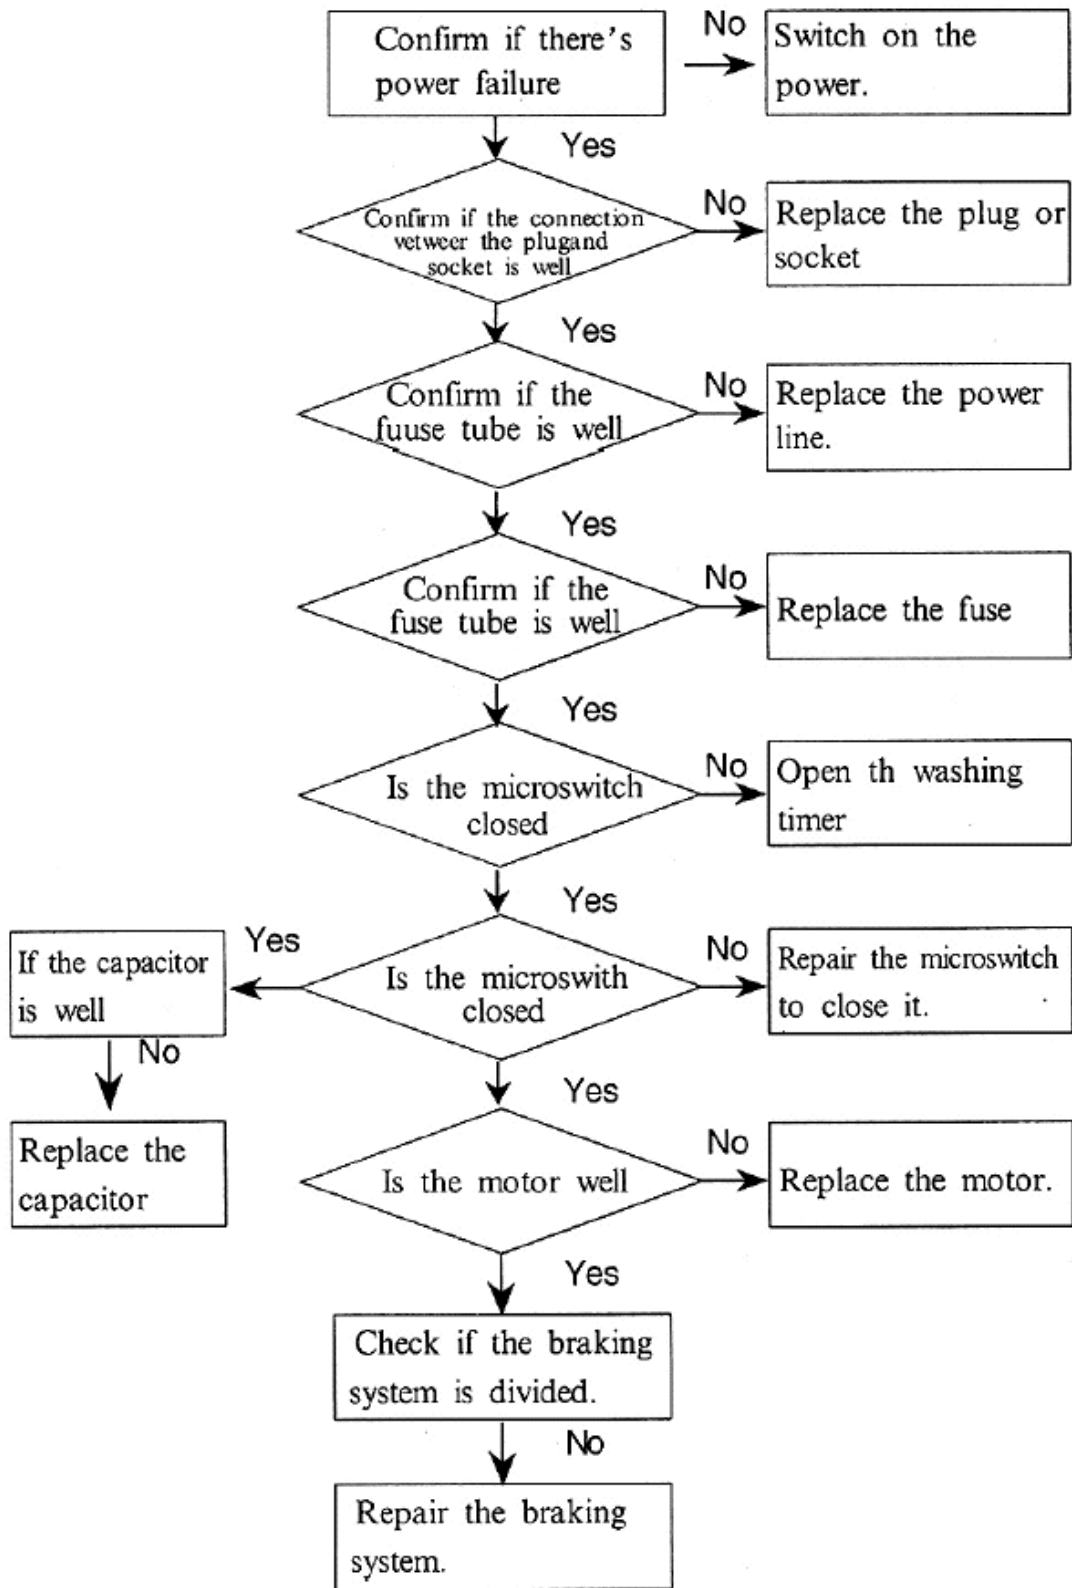 Confirm if there's
power failure
No
Switch on the
power.
Yes
Confirm if the connection
vetweer the plugand
socket is well
No
Replace the plug or
socket
Yes
Confirm if the
fuuse tube is well
No
Replace the power
line.
Yes
Confirm if the
fuse tube is well
No
Replace the fuse
Yes
Is the microswitch
closed
No
Open th washing
timer
Yes
If the capacitor
is well
Yes
Is the microswith
closed
No
Repair the microswitch
to close it.
No
Replace the
capacitor
Yes
Is the motor well
No
Replace the motor.
Yes
Check if the braking
system is divided.
No
Repair the braking
system.